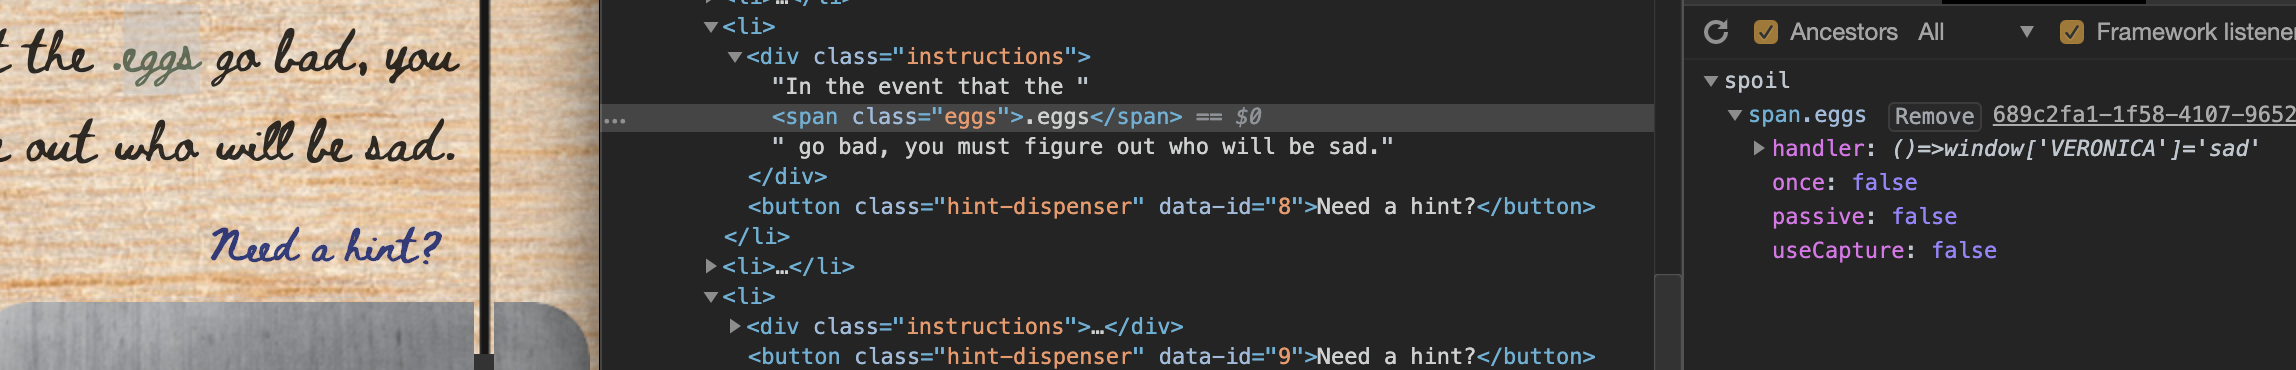 t the .eggs go bad, you
out who will be sad.
Need a hint?
<li>…</li>
▼<li>
▼<div class="instructions">
"In the event that the "
… <span class="eggs">.eggs</span> == $0
" go bad, you must figure out who will be sad."
</div>
<button class="hint-dispenser" data-id="8">Need a hint?</button>
</li>
▶<li>…</li>
▼<li>
▶<div class="instructions">…</div>
<button class="hint-dispenser" data-id="9">Need a hint?</button>
Ancestors All ▼ Framework listener
▼spoil
▼span.eggs Remove 689c2fa1-1f58-4107-9652
▶handler: ()=>window['VERONICA']='sad'
once: false
passive: false
useCapture: false